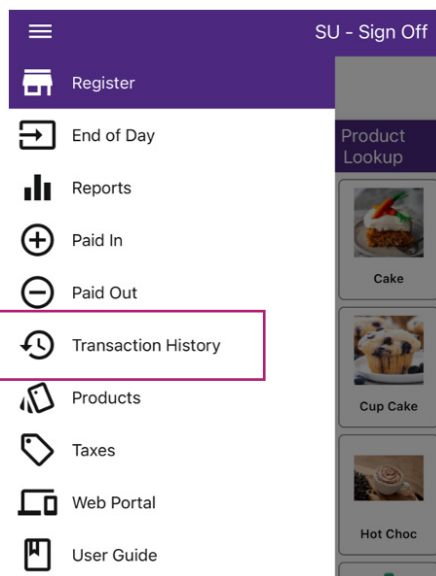 SU - Sign Off
Register
End of Day
Reports
Paid In
Paid Out
Transaction History
Products
Taxes
Web Portal
User Guide
Product
Lookup
Cake
Cup Cake
Hot Choc